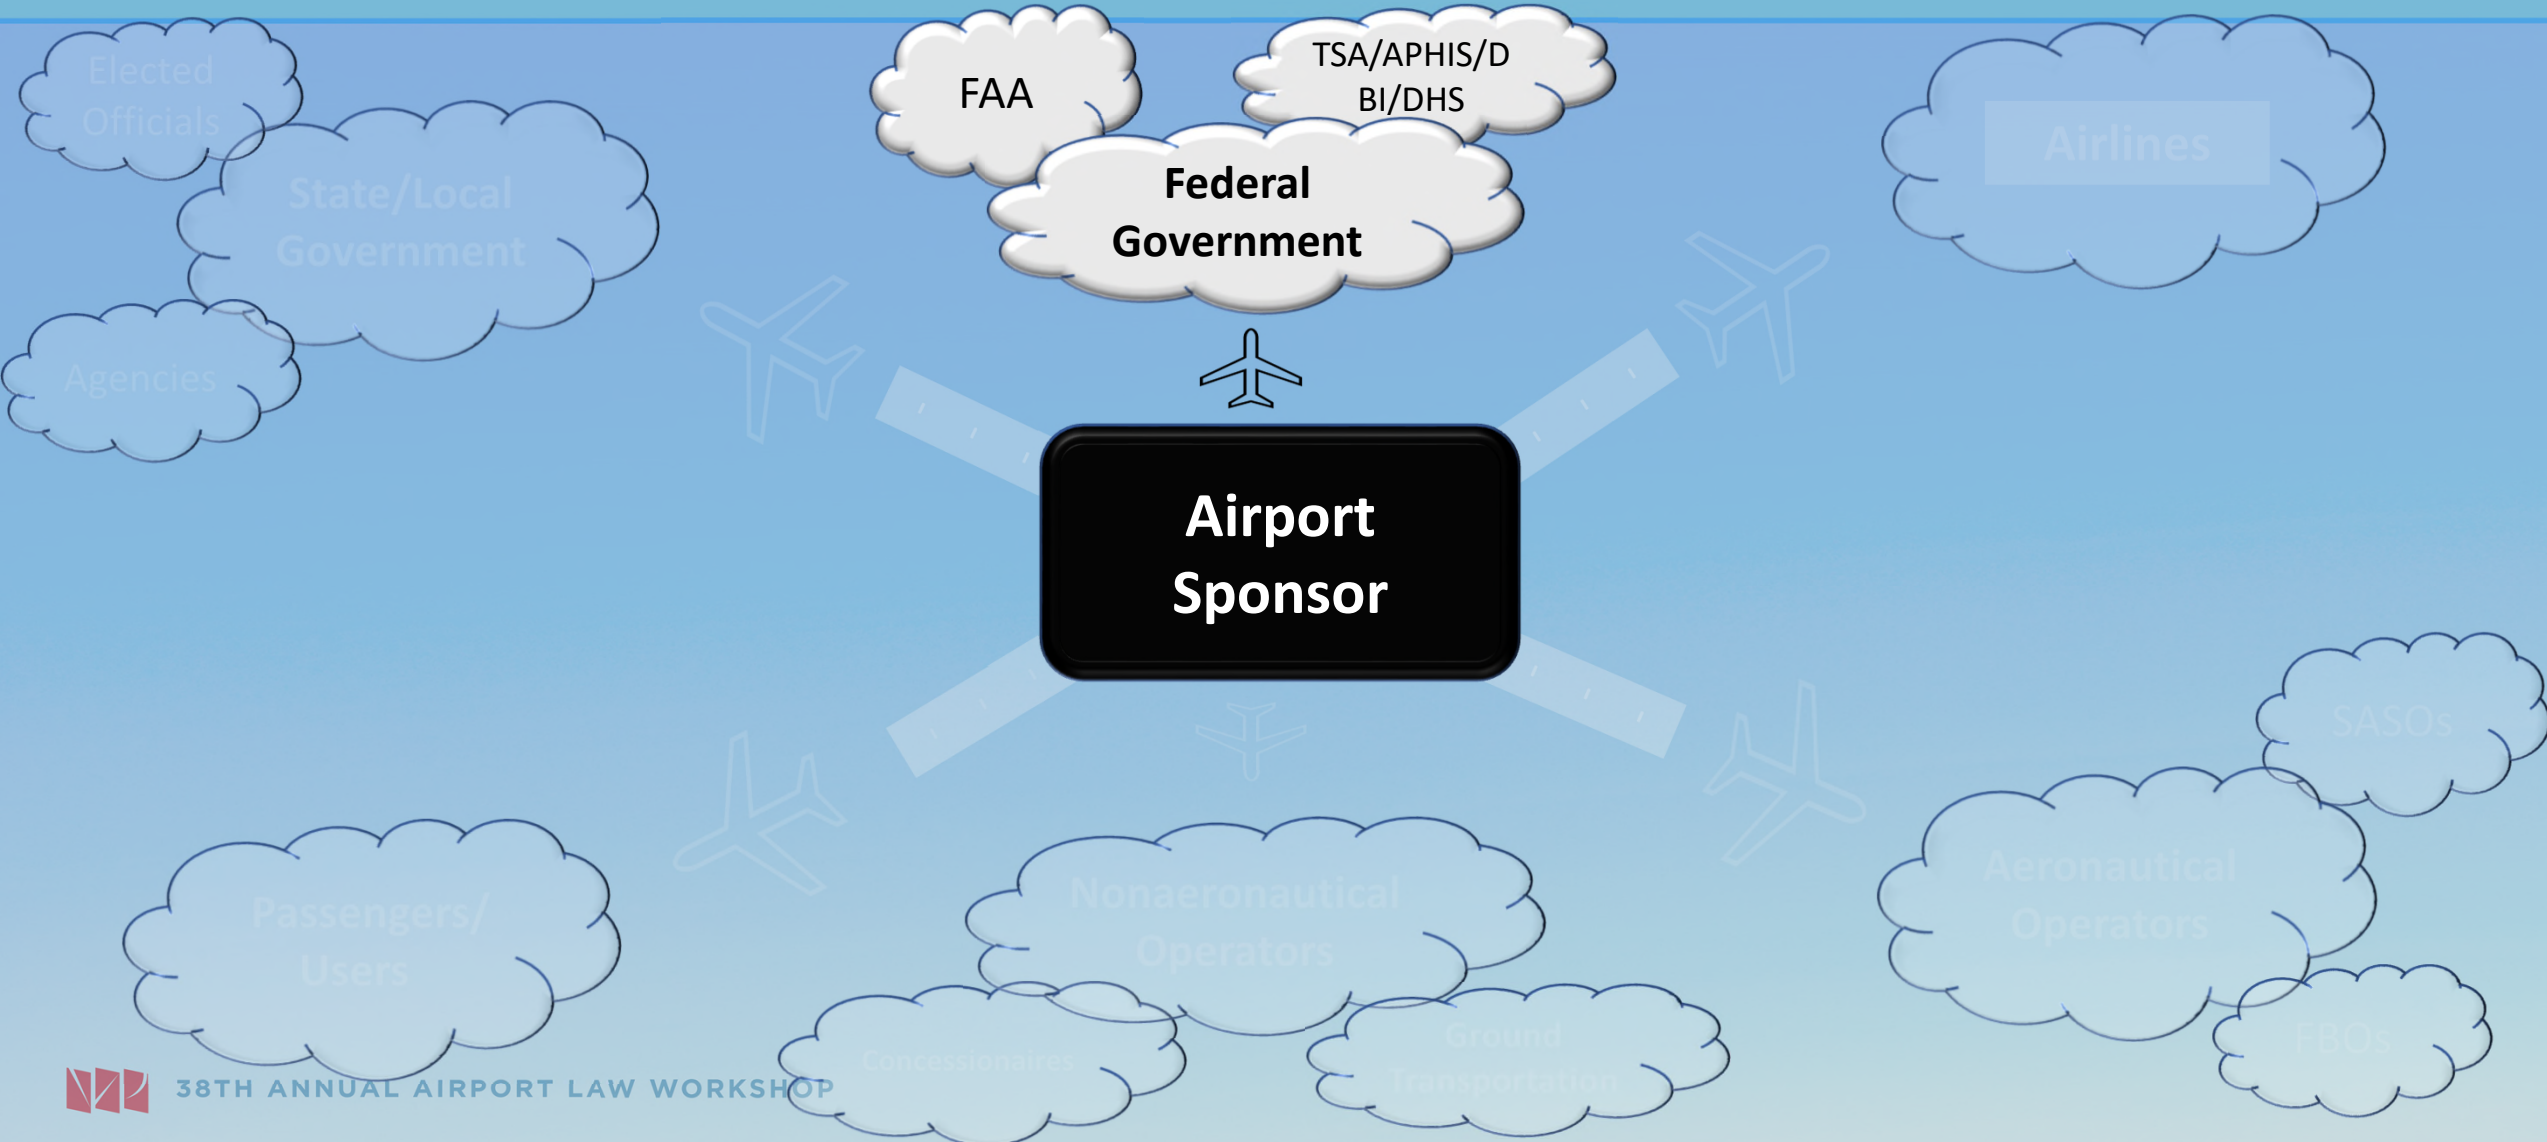 Elected
Officials
State/Local
Government
Agencies
FAA
TSA/APHIS/D
BI/DHS
Federal
Government
Airlines
Airport
Sponsor
SASOs
Aeronautical
Operators
FBOs
Passengers/
Users
Nonaeronautical
Operators
Concessionaires
Ground
Transportation
38TH ANNUAL AIRPORT LAW WORKSHOP